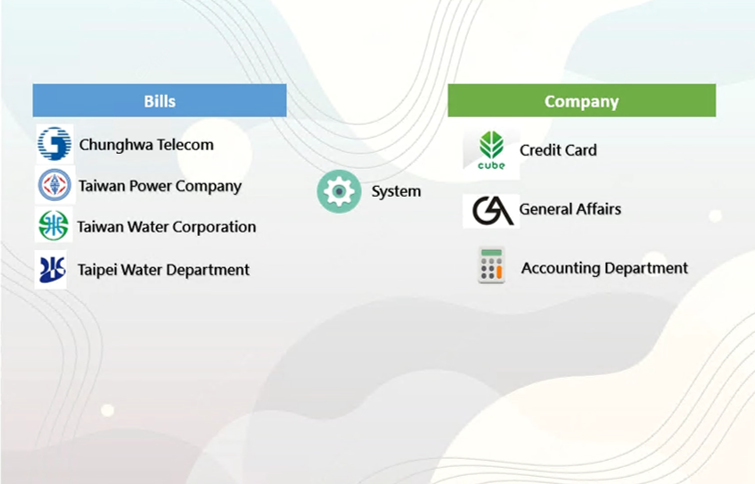 Bills
Chunghwa Telecom
Taiwan Power Company
Taiwan Water Corporation
Taipei Water Department
System
Company
cube
Credit Card
GA
General Affairs
Accounting Department